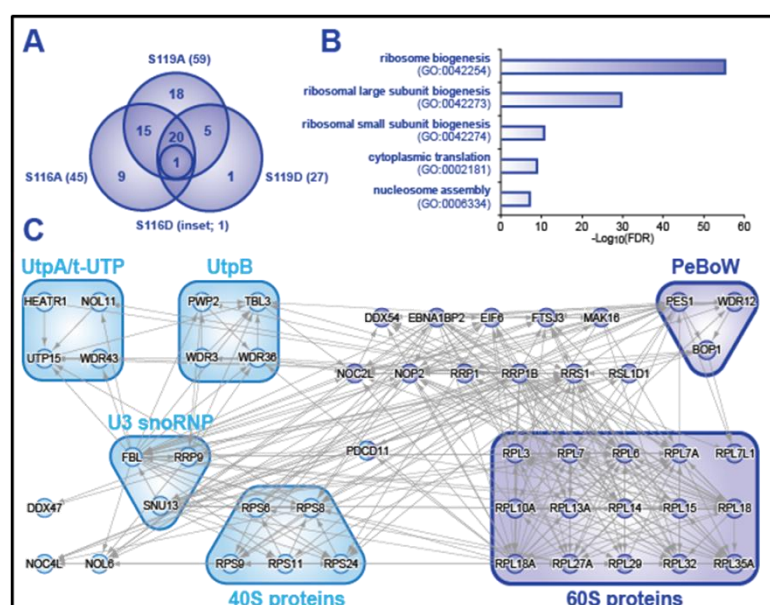 A
S119A (59)
18
15
20
5
1
9
1
S116A (45)
S119D (27)
S116D (inset; 1)
B
ribosome biogenesis
(GO:0042254)
ribosomal large subunit biogenesis
(GO:0042273)
ribosomal small subunit biogenesis
(GO:0042274)
cytoplasmic translation
(GO:0002181)
nucleosome assembly
(GO:0006334)
0 10 20 30 40 50 60
-Log10(FDR)
C
UtpA/t-UTP
HEATR1 NOL11
UTP15 WDR43
UtpB
PWP2 TBL3
WDR3 WDR36
DDX54 EBNA1BP2 EIF6 FTSJ3 MAK16
NOC2L NOP2 RRP1 RRP1B RRS1 RSL1D1
PeBoW
PES1 WDR12
BOP1
U3 snoRNP
FBL RRP9
SNU13
PDCD11
DDX47
NOC4L NOL6
RPS6 RPS8
RPS9 RPS11 RPS24
40S proteins
RPL3 RPL7 RPL6 RPL7A RPL7L1
RPL10A RPL13A RPL14 RPL15 RPL18
RPL18A RPL27A RPL29 RPL32 RPL35A
60S proteins